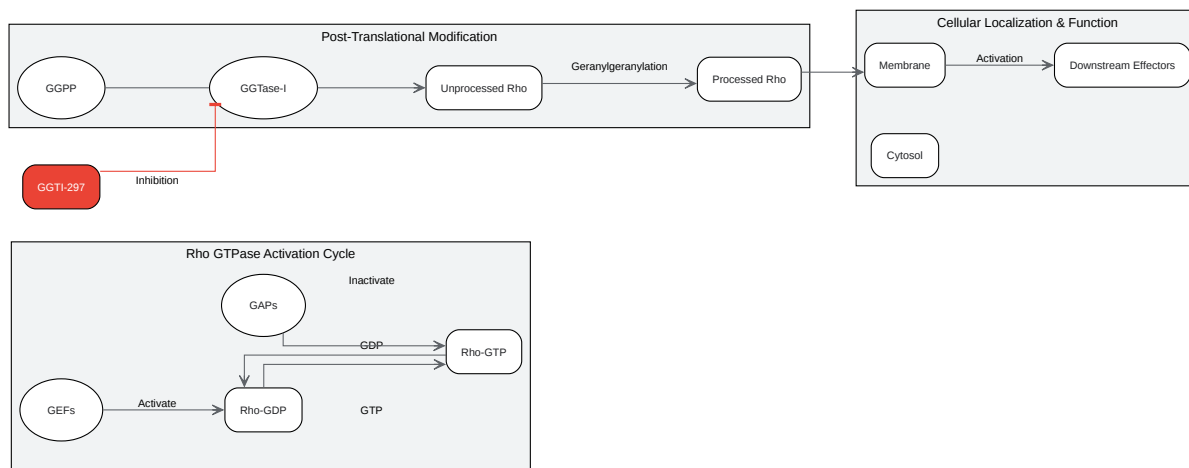 Cellular Localization & Function
Post-Translational Modification
GGPP
GGTase-I
Unprocessed Rho
Geranylgeranylation
Processed Rho
Membrane
Activation
Downstream Effectors
Cytosol
GGTI-297
Inhibition
Rho GTPase Activation Cycle
Inactivate
GAPs
GDP
Rho-GTP
GEFs
Activate
Rho-GDP
GTP